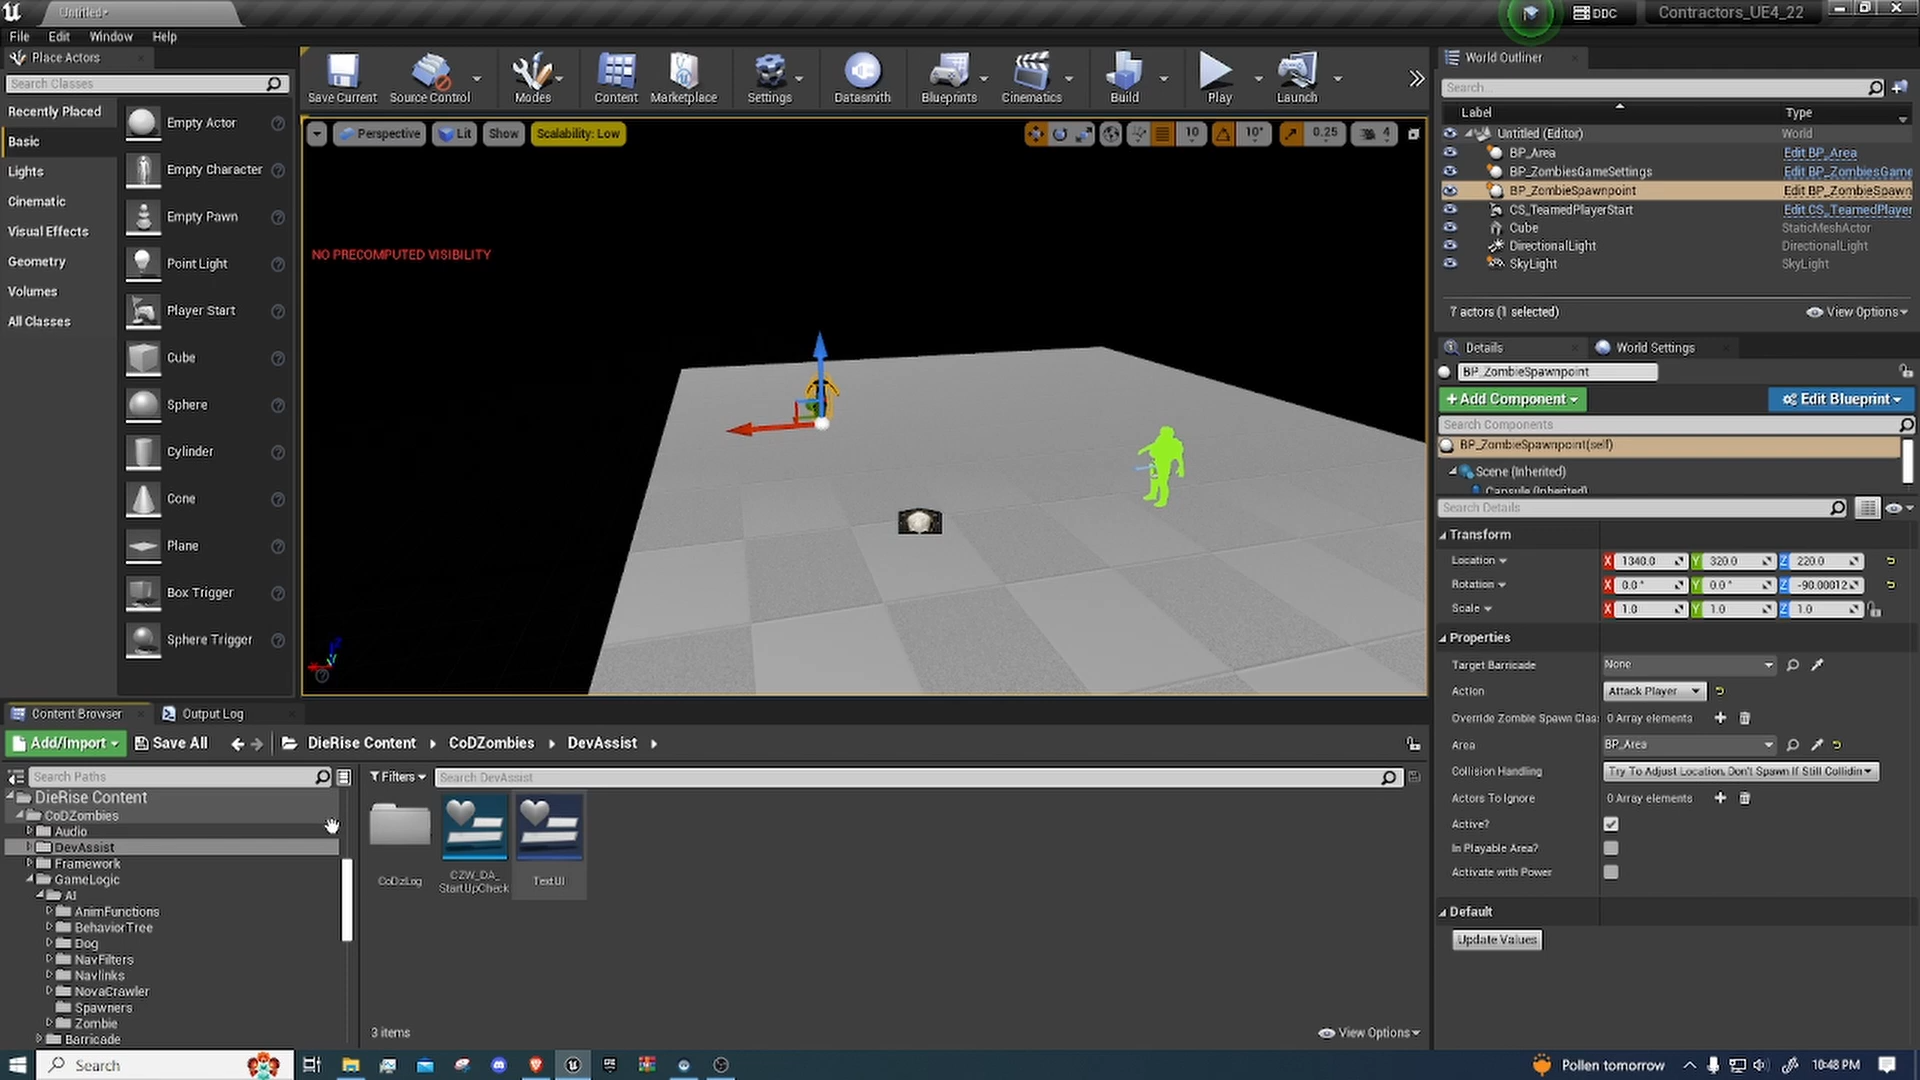 Untitled*
DDC
Contractors_UE4_22
File
Edit
Window
Help
Place Actors
Search Classes
Recently Placed
Basic
Lights
Cinematic
Visual Effects
Geometry
Volumes
All Classes
Empty Actor
Empty Character
Empty Pawn
Point Light
Player Start
Cube
Sphere
Cylinder
Cone
Plane
Box Trigger
Sphere Trigger
Save Current
Source Control
Modes
Content
Marketplace
Settings
Datasmith
Blueprints
Cinematics
Build
Play
Launch
Perspective
Lit
Show
Scalability: Low
10
10°
0.25
4
NO PRECOMPUTED VISIBILITY
World Outliner
Search...
Label
Type
Untitled (Editor)
World
BP_Area
Edit BP_Area
BP_ZombiesGameSettings
Edit BP_ZombiesGame
BP_ZombieSpawnpoint
Edit BP_ZombieSpawn
CS_TeamedPlayerStart
Edit CS_TeamedPlayer
Cube
StaticMeshActor
DirectionalLight
DirectionalLight
SkyLight
SkyLight
7 actors (1 selected)
View Options
Details
World Settings
BP_ZombieSpawnpoint
+Add Component
Edit Blueprint
Search Components
BP_ZombieSpawnpoint(self)
Scene (Inherited)
Capsule (Inherited)
Search Details
Transform
Location
X 1340.0
Y 320.0
Z 220.0
Rotation
X 0.0°
Y 0.0°
Z -90.00012
Scale
X 1.0
Y 1.0
Z 1.0
Properties
Target Barricade
None
Action
Attack Player
Override Zombie Spawn Clas
0 Array elements
Area
BP_Area
Collision Handling
Try To Adjust Location, Don't Spawn If Still Collidin
Actors To Ignore
0 Array elements
Active?
In Playable Area?
Activate with Power
Default
Update Values
Content Browser
Output Log
Add/Import
Save All
DieRise Content
CoDZombies
DevAssist
Search Paths
Filters
Search DevAssist
DieRise Content
CoDZombies
Audio
DevAssist
Framework
GameLogic
AI
AnimFunctions
BehaviorTree
Dog
NavFilters
Navlinks
NovaCrawler
Spawners
Zombie
Barricade
CoDzLog
CZW_DA_
StartUpCheck
TextUI
3 items
View Options
Search
Pollen tomorrow
10:48 PM